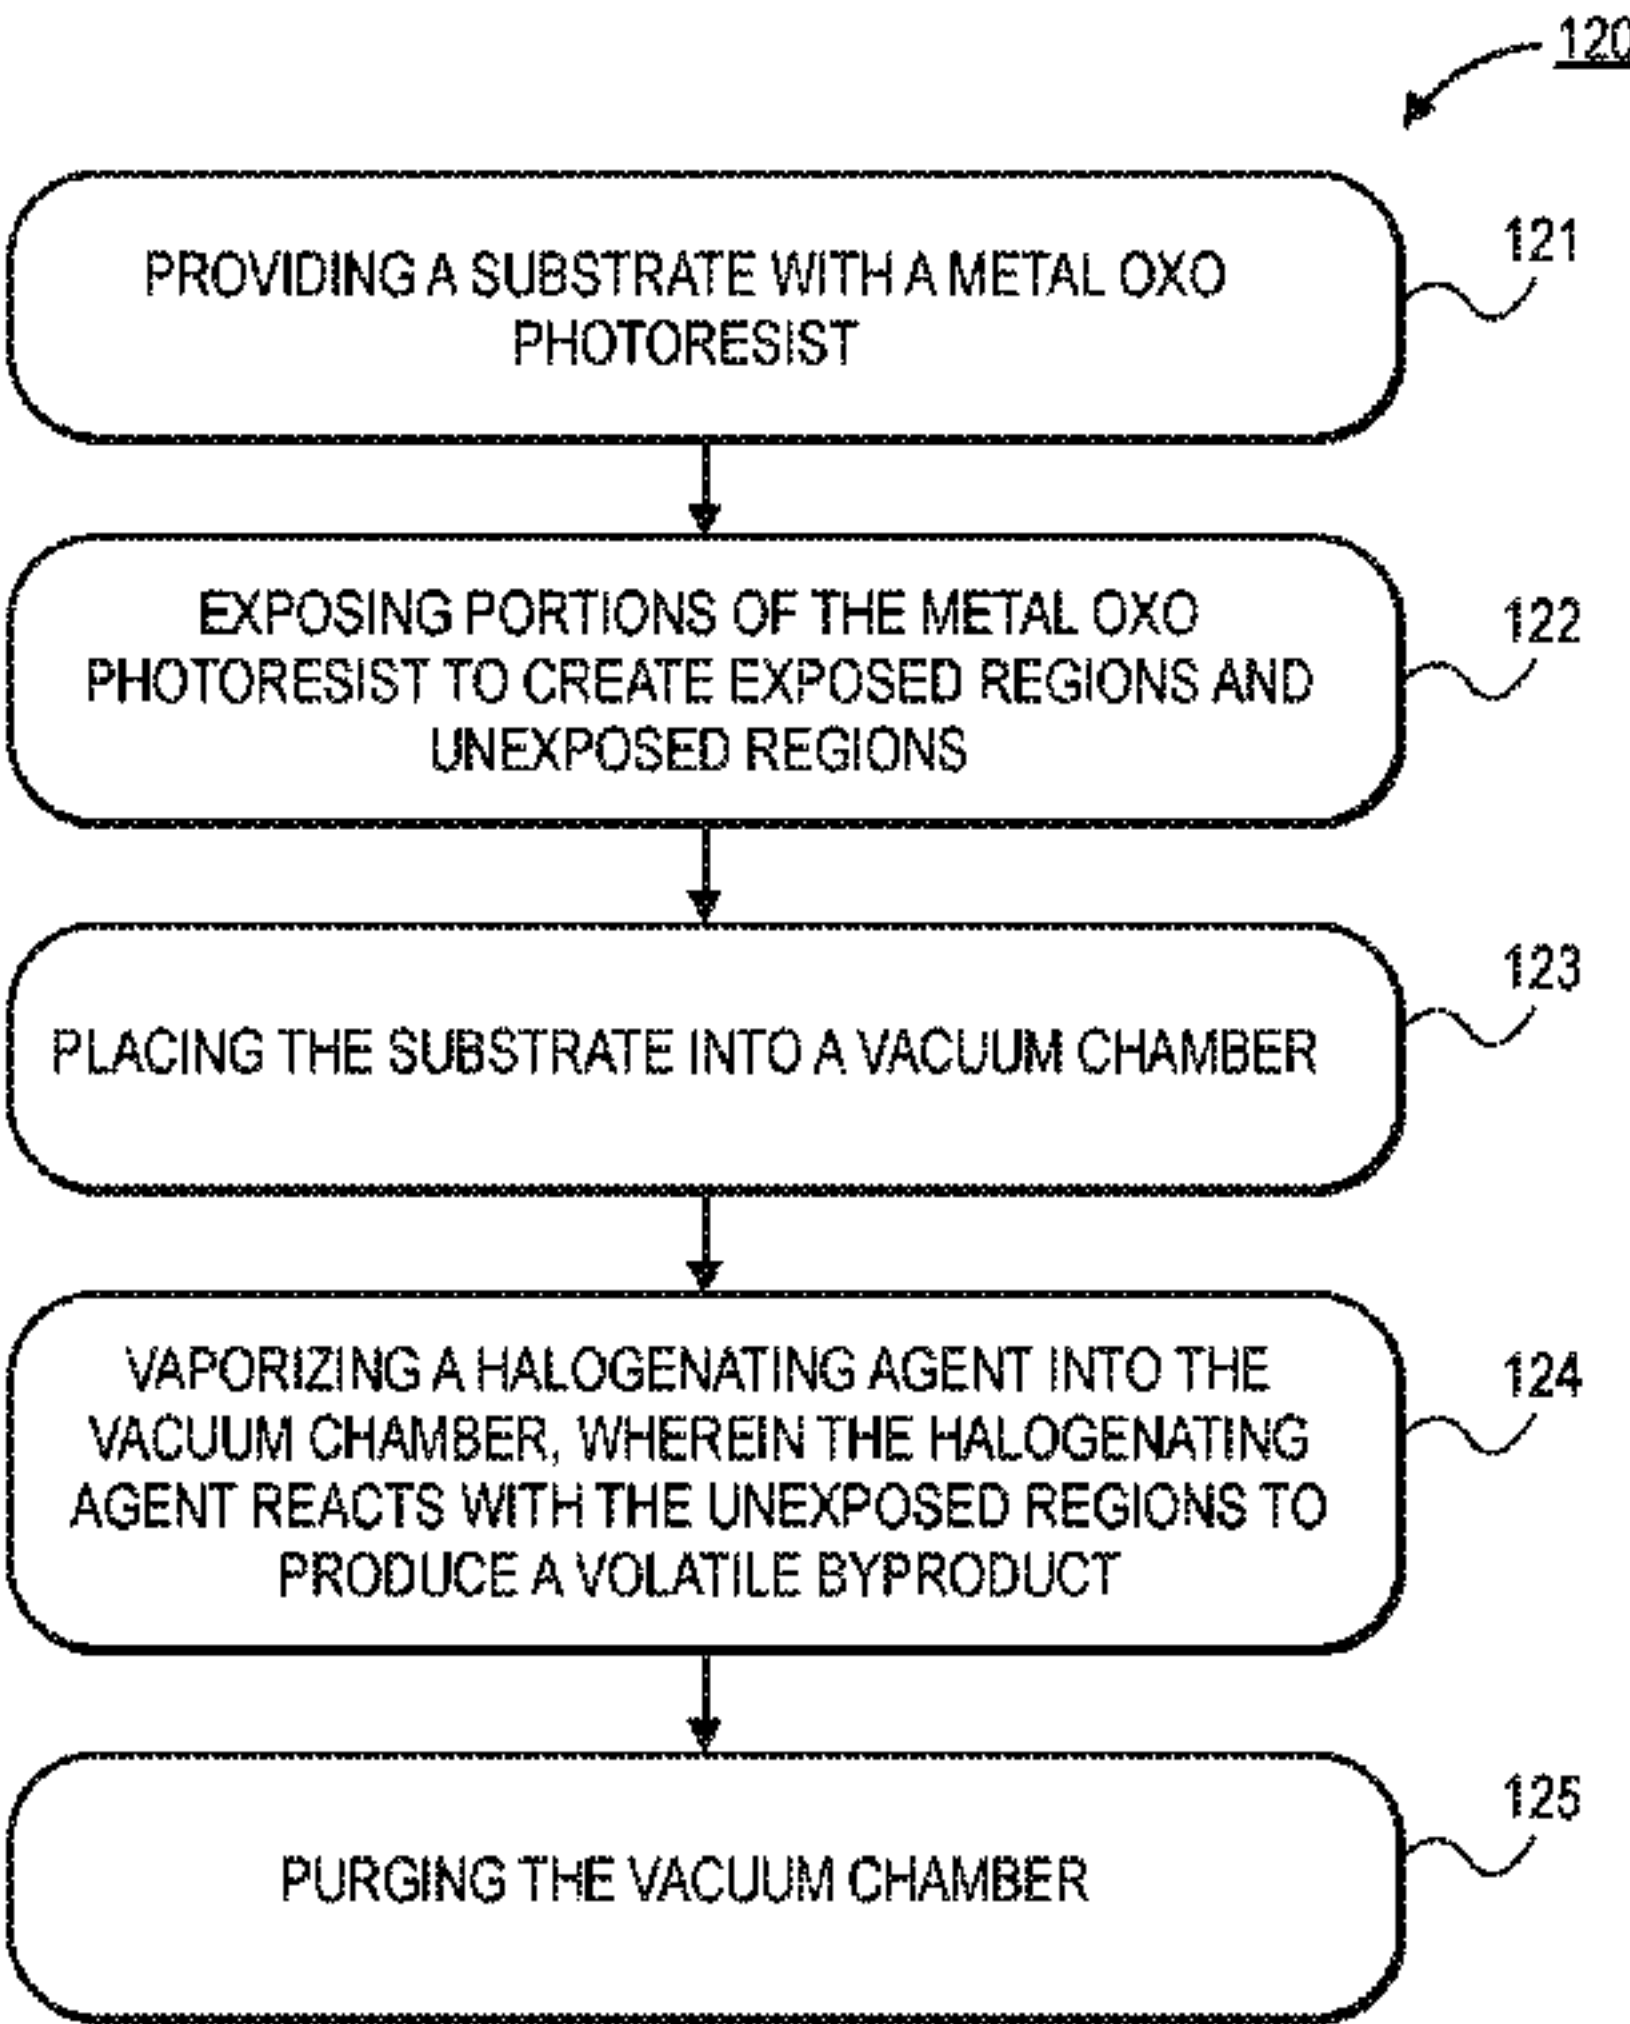 120
PROVIDING A SUBSTRATE WITH A METAL OXO
PHOTORESIST
121
EXPOSING PORTIONS OF THE METAL OXO
PHOTORESIST TO CREATE EXPOSED REGIONS AND
UNEXPOSED REGIONS
122
PLACING THE SUBSTRATE INTO A VACUUM CHAMBER
123
VAPORIZING A HALOGENATING AGENT INTO THE
VACUUM CHAMBER, WHEREIN THE HALOGENATING
AGENT REACTS WITH THE UNEXPOSED REGIONS TO
PRODUCE A VOLATILE BYPRODUCT
124
PURGING THE VACUUM CHAMBER
125